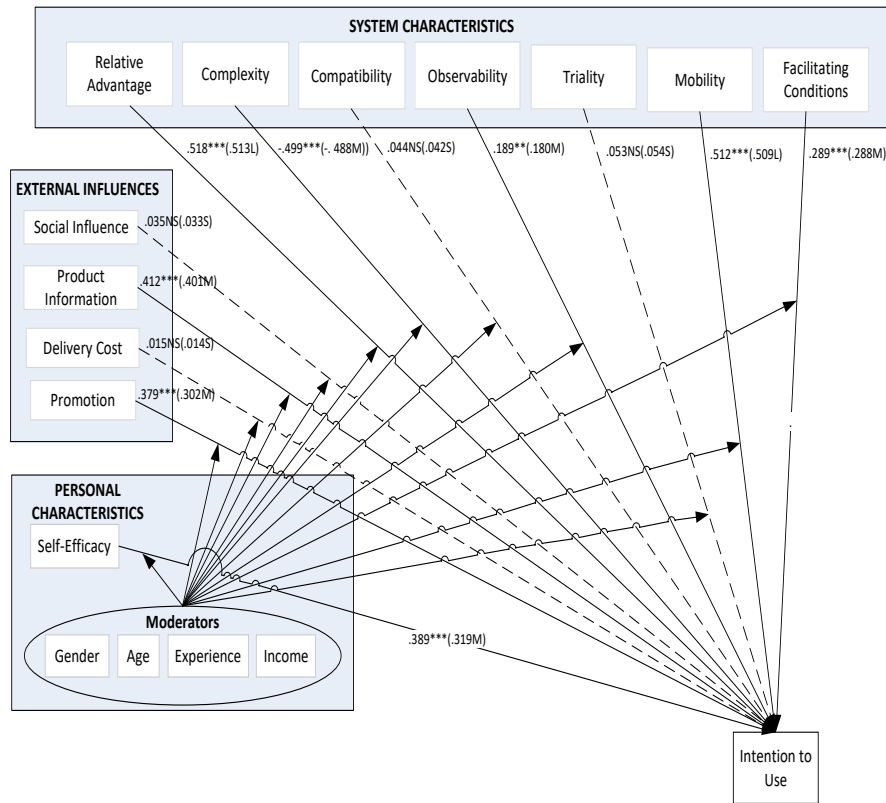 SYSTEM CHARACTERISTICS
Relative
Advantage
Complexity
Compatibility
Observability
Triality
Mobility
Facilitating
Conditions
.518***(.513L)
-.499***(-. 488M))
.044NS(.042S)
.189**(.180M)
.053NS(.054S)
.512***(.509L)
.289***(.288M)
EXTERNAL INFLUENCES
Social Influence
.035NS(.033S)
Product
Information
.412***(.401M)
Delivery Cost
.015NS(.014S)
Promotion
.379***(.302M)
PERSONAL
CHARACTERISTICS
Self-Efficacy
Moderators
Gender
Age
Experience
Income
.389***(.319M)
Intention to
Use